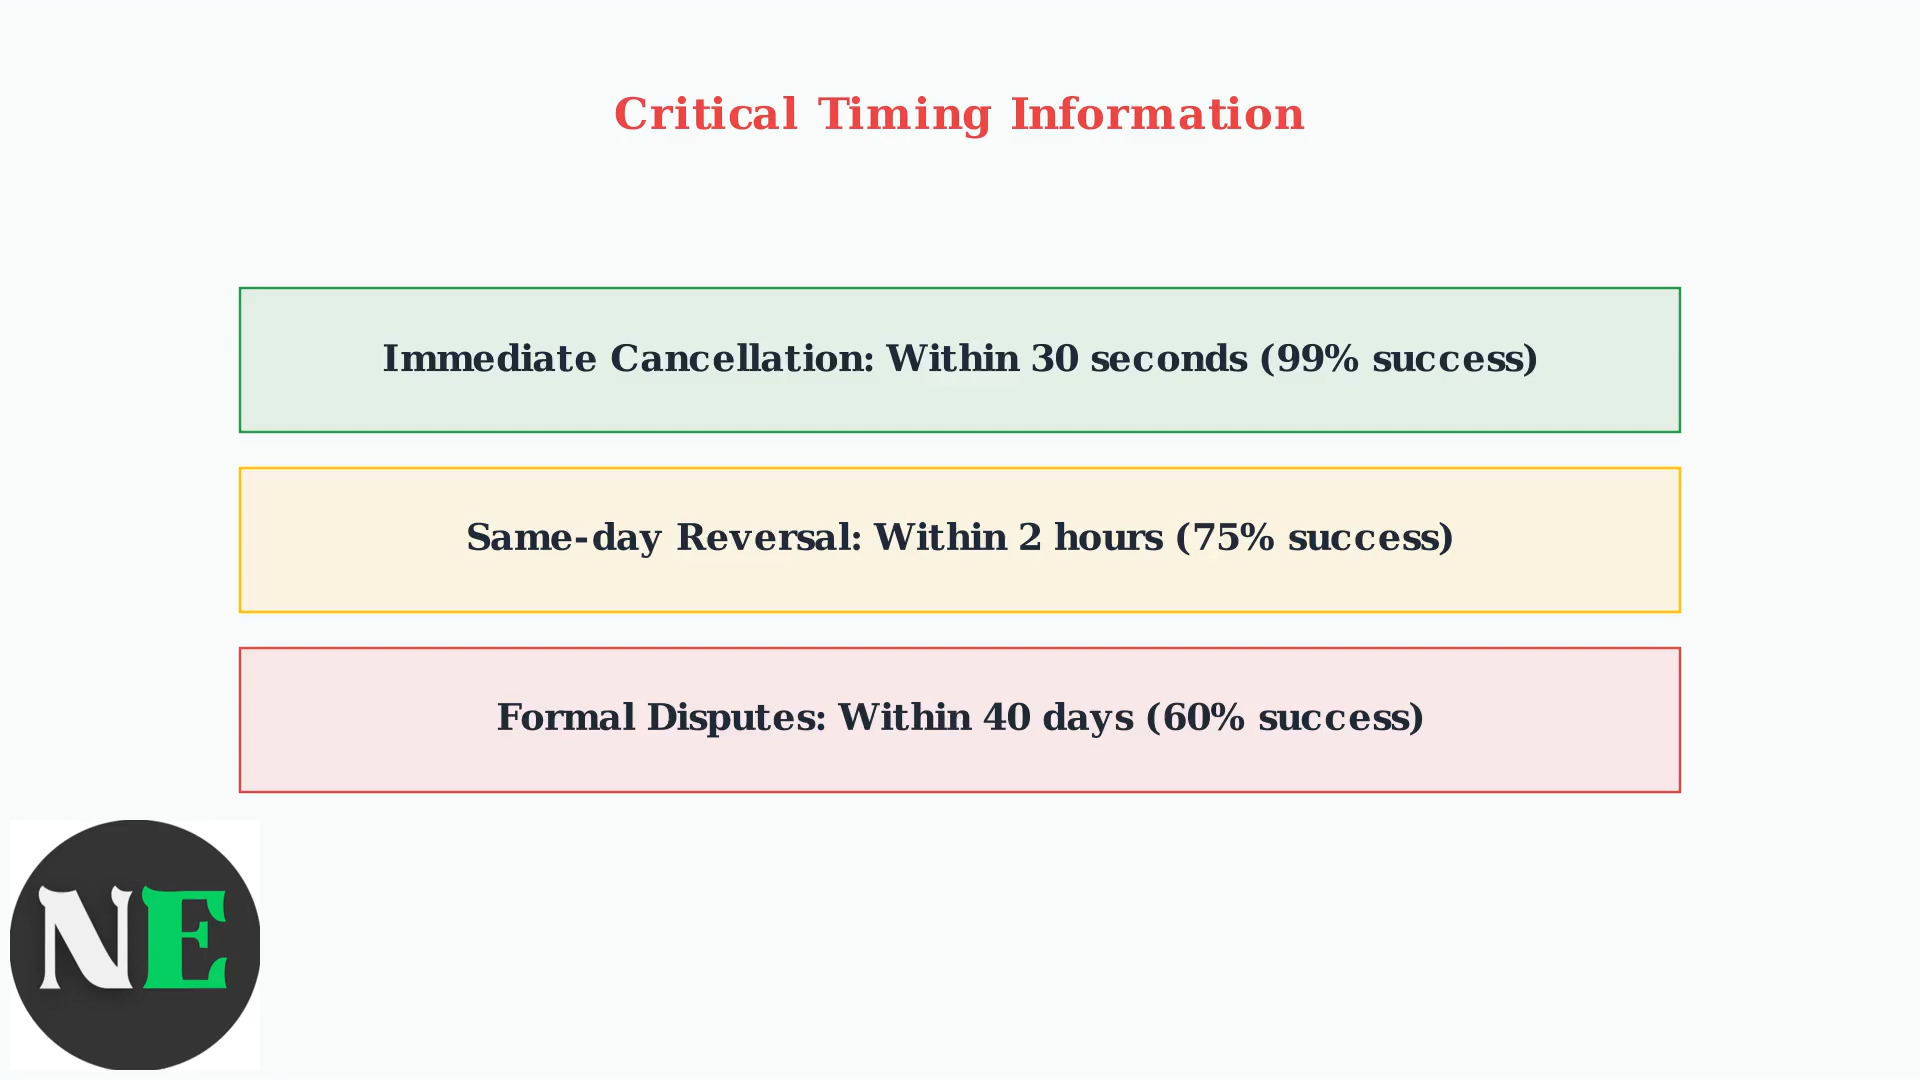 Critical Timing Information
Immediate Cancellation: Within 30 seconds (99% success)
Same-day Reversal: Within 2 hours (75% success)
Formal Disputes: Within 40 days (60% success)
NE